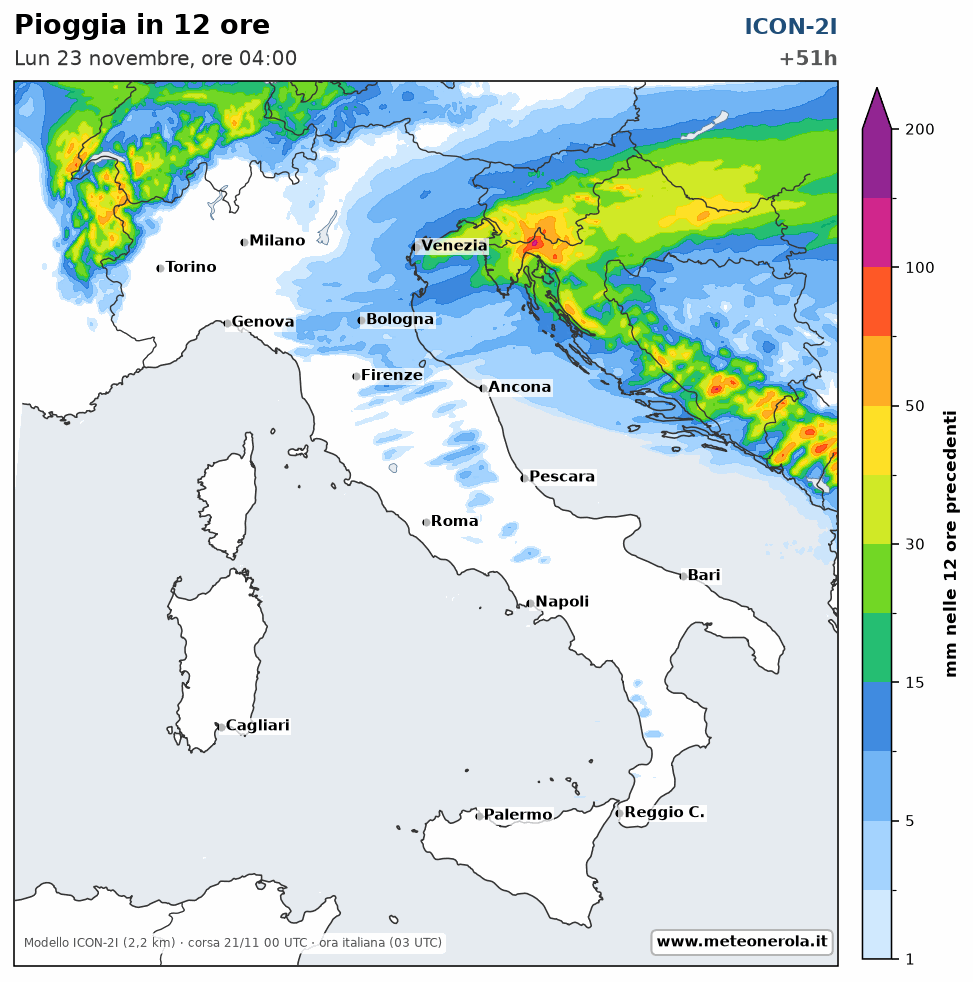 Pioggia in 12 ore
ICON-2I
Lun 23 novembre, ore 04:00
+51h
200
100
50
30
15
5
1
mm nelle 12 ore precedenti
Milano
Venezia
Torino
Genova
Bologna
Firenze
Ancona
Pescara
Roma
Bari
Napoli
Cagliari
Palermo
Reggio C.
Modello ICON-2I (2,2 km) · corsa 21/11 00 UTC · ora italiana (03 UTC)
www.meteonerola.it